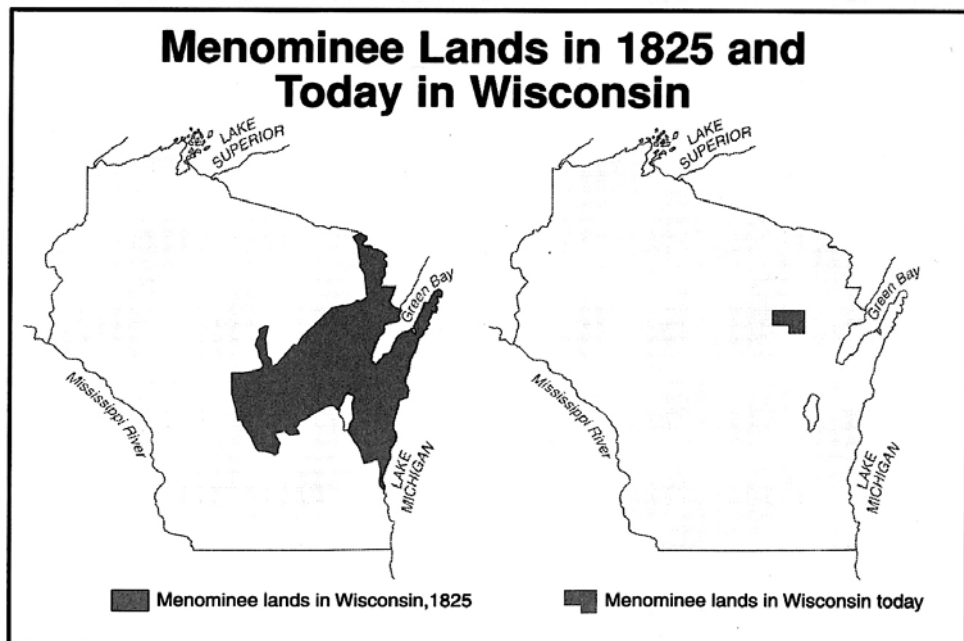 Menominee Lands in 1825 and
Today in Wisconsin
LAKE
SUPERIOR
Green Bay
Mississippi River
LAKE
MICHIGAN
Menominee lands in Wisconsin,1825
LAKE
SUPERIOR
Green Bay
Mississippi River
LAKE
MICHIGAN
Menominee lands in Wisconsin today